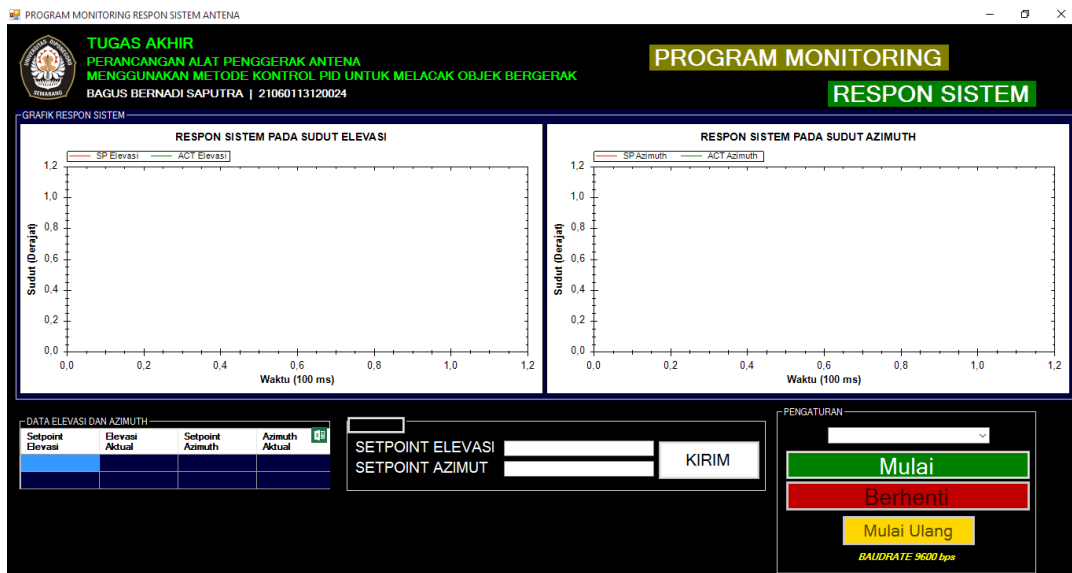 PROGRAM MONITORING RESPON SISTEM ANTENA
UNIVERSITAS DIPONEGORO
SEMARANG
TUGAS AKHIR
PERANCANGAN ALAT PENGGERAK ANTENA
MENGGUNAKAN METODE KONTROL PID UNTUK MELACAK OBJEK BERGERAK
BAGUS BERNADI SAPUTRA | 21060113120024
PROGRAM MONITORING
RESPON SISTEM
GRAFIK RESPON SISTEM
RESPON SISTEM PADA SUDUT ELEVASI
SP Elevasi ACT Elevasi
1,2
1,0
0,8
0,6
0,4
0,2
0,0
Sudut (Derajat)
0,0 0,2 0,4 0,6 0,8 1,0 1,2
Waktu (100 ms)
RESPON SISTEM PADA SUDUT AZIMUTH
SP Azimuth ACT Azimuth
1,2
1,0
0,8
0,6
0,4
0,2
0,0
Sudut (Derajat)
0,0 0,2 0,4 0,6 0,8 1,0 1,2
Waktu (100 ms)
DATA ELEVASI DAN AZIMUTH
Setpoint Elevasi
Elevasi Aktual
Setpoint Azimuth
Azimuth Aktual
SETPOINT ELEVASI
SETPOINT AZIMUT
KIRIM
PENGATURAN
Mulai
Berhenti
Mulai Ulang
BAUDRATE 9600 bps